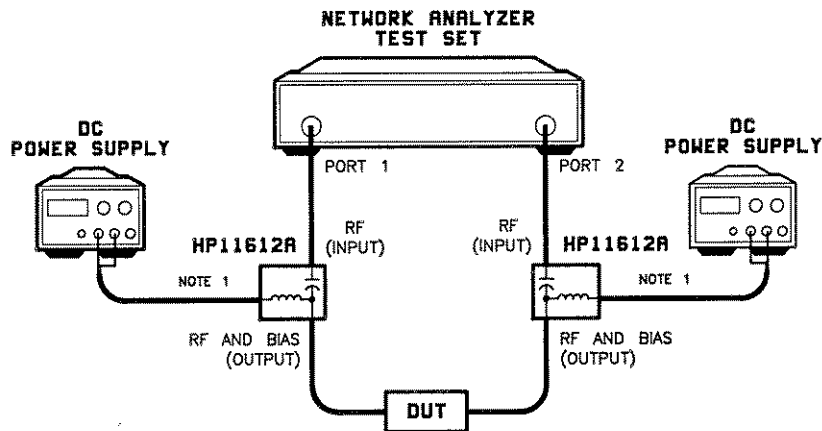 NETWORK ANALYZER
TEST SET
DC
POWER SUPPLY
DC
POWER SUPPLY
PORT 1
PORT 2
RF
(INPUT)
RF
(INPUT)
HP11612A
HP11612A
NOTE 1
NOTE 1
RF AND BIAS
(OUTPUT)
RF AND BIAS
(OUTPUT)
DUT